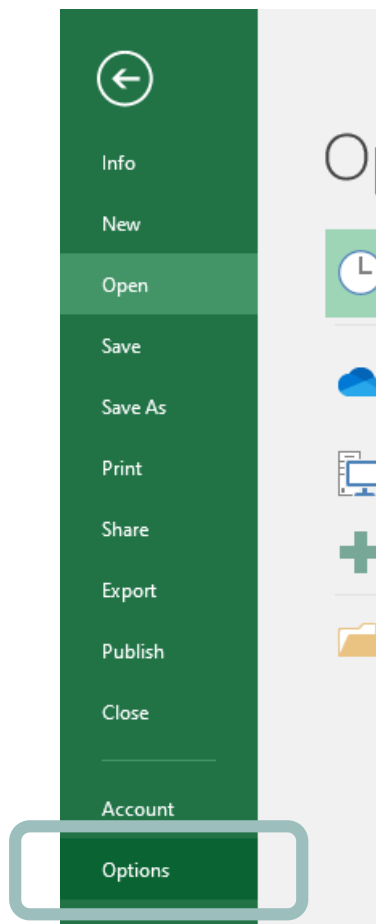 Info
New
Open
Save
Save As
Print
Share
Export
Publish
Close
Account
Options